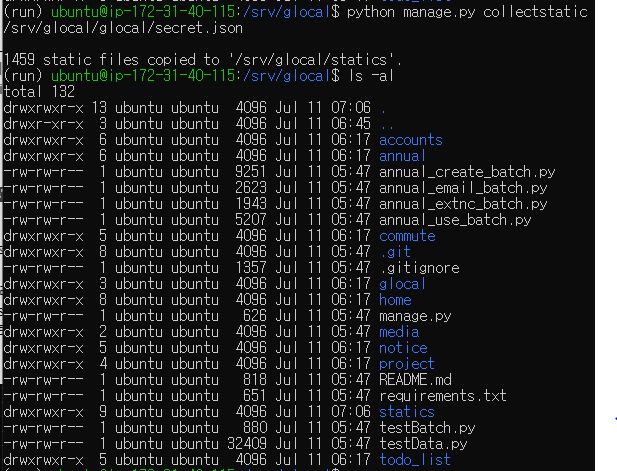 (run) ubuntu@ip-172-31-40-115:/srv/glocal$ python manage.py collectstatic
/srv/glocal/glocal/secret.json
1459 static files copied to '/srv/glocal/statics'.
(run) ubuntu@ip-172-31-40-115:/srv/glocal$ ls -al
total 132
drwxrwxr-x 13 ubuntu ubuntu 4096 Jul 11 07:06 .
drwxr-xr-x 3 ubuntu ubuntu 4096 Jul 11 06:45 ..
drwxrwxr-x 6 ubuntu ubuntu 4096 Jul 11 06:17 accounts
drwxrwxr-x 6 ubuntu ubuntu 4096 Jul 11 06:17 annual
-rw-rw-r-- 1 ubuntu ubuntu 9251 Jul 11 05:47 annual_create_batch.py
-rw-rw-r-- 1 ubuntu ubuntu 2623 Jul 11 05:47 annual_email_batch.py
-rw-rw-r-- 1 ubuntu ubuntu 1943 Jul 11 05:47 annual_extnc_batch.py
-rw-rw-r-- 1 ubuntu ubuntu 5207 Jul 11 05:47 annual_use_batch.py
drwxrwxr-x 5 ubuntu ubuntu 4096 Jul 11 06:17 commute
drwxrwxr-x 8 ubuntu ubuntu 4096 Jul 11 05:47 .git
-rw-rw-r-- 1 ubuntu ubuntu 1357 Jul 11 05:47 .gitignore
drwxrwxr-x 3 ubuntu ubuntu 4096 Jul 11 06:17 glocal
drwxrwxr-x 8 ubuntu ubuntu 4096 Jul 11 06:17 home
-rw-rw-r-- 1 ubuntu ubuntu 626 Jul 11 05:47 manage.py
drwxrwxr-x 2 ubuntu ubuntu 4096 Jul 11 05:47 media
drwxrwxr-x 5 ubuntu ubuntu 4096 Jul 11 06:17 notice
drwxrwxr-x 4 ubuntu ubuntu 4096 Jul 11 06:17 project
-rw-rw-r-- 1 ubuntu ubuntu 818 Jul 11 05:47 README.md
-rw-rw-r-- 1 ubuntu ubuntu 651 Jul 11 05:47 requirements.txt
drwxrwxr-x 9 ubuntu ubuntu 4096 Jul 11 07:06 statics
-rw-rw-r-- 1 ubuntu ubuntu 880 Jul 11 05:47 testBatch.py
-rw-rw-r-- 1 ubuntu ubuntu 32409 Jul 11 05:47 testData.py
drwxrwxr-x 5 ubuntu ubuntu 4096 Jul 11 06:17 todo_list